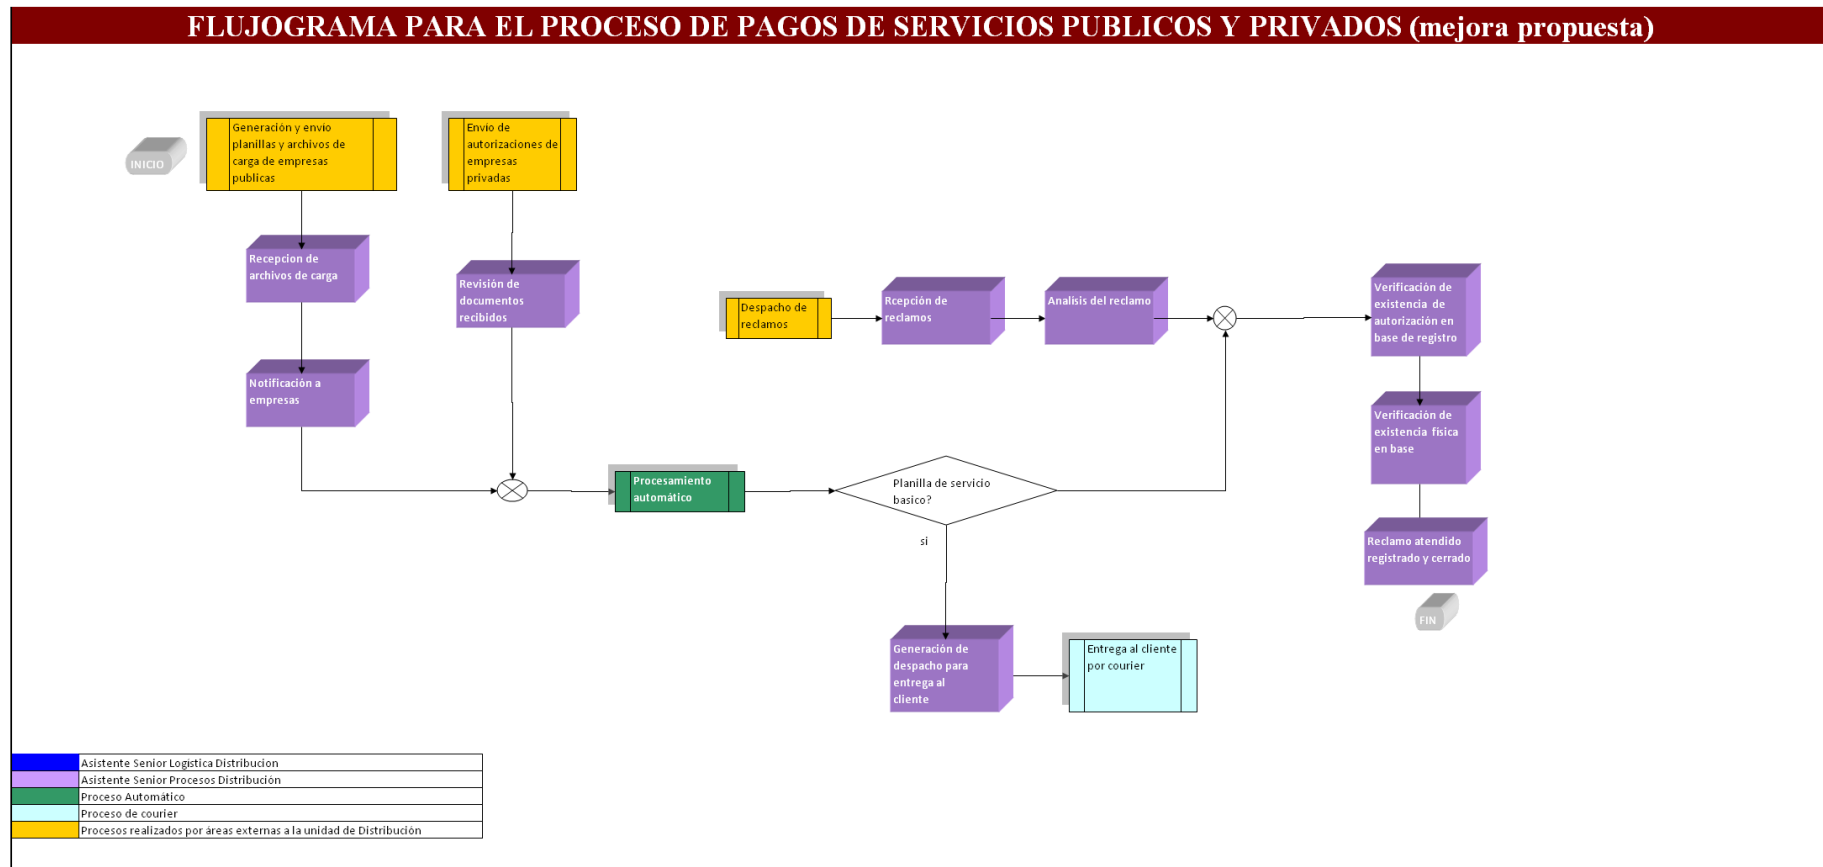 FLUJOGRAMA PARA EL PROCESO DE PAGOS DE SERVICIOS PUBLICOS Y PRIVADOS (mejora propuesta)
INICIO
Generación y envío
planillas y archivos de
carga de empresas
publicas
Envío de
autorizaciones de
empresas
privadas
Recepcion de
archivos de carga
Revisión de
documentos
recibidos
Notificación a
empresas
Despacho de
reclamos
Rcepción de
reclamos
Analisis del reclamo
Verificación de
existencia de
autorización en
base de registro
Verificación de
existencia física
en base
Reclamo atendido
registrado y cerrado
FIN
Procesamiento
automático
Planilla de servicio
basico?
si
Generación de
despacho para
entrega al
cliente
Entrega al cliente
por courier
Asistente Senior Logística Distribucion
Asistente Senior Procesos Distribución
Proceso Automático
Proceso de courier
Procesos realizados por áreas externas a la unidad de Distribución